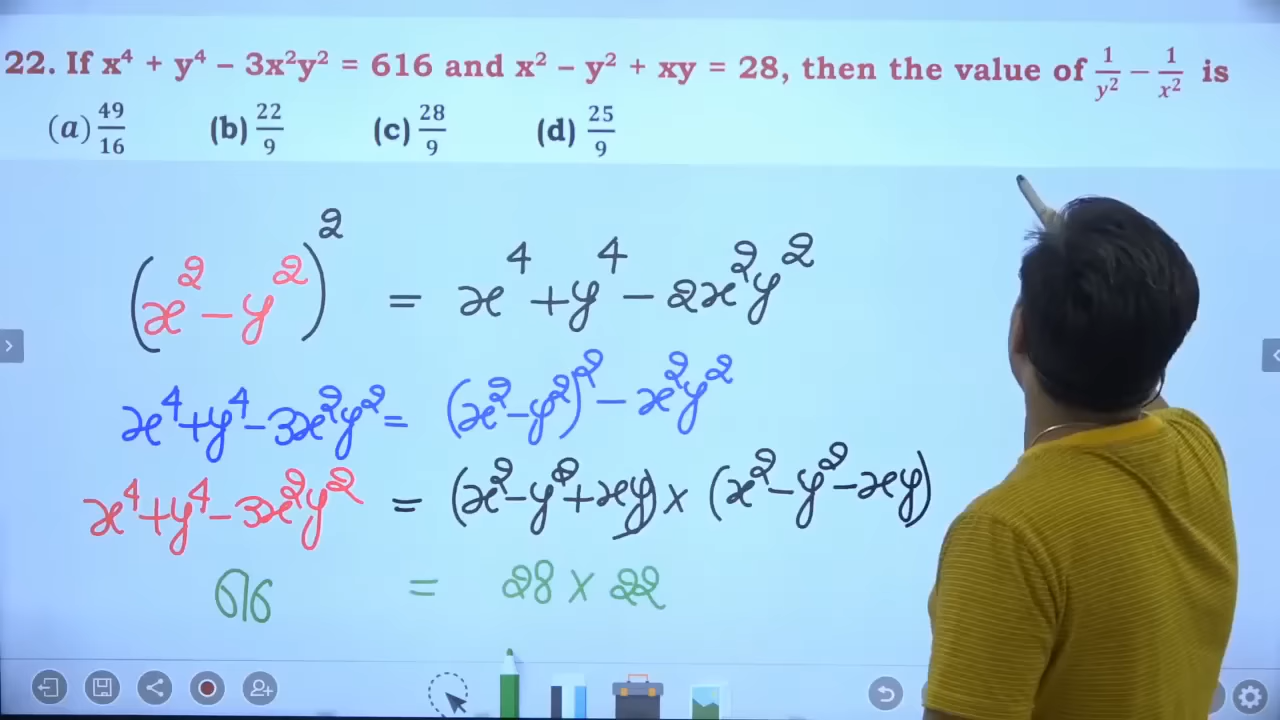 22. If x⁴ + y⁴ – 3x²y² = 616 and x² – y² + xy = 28, then the value of 1/y² – 1/x² is
(a) 49/16 (b) 22/9 (c) 28/9 (d) 25/9
(x² – y²)² = x⁴ + y⁴ – 2x²y²
x⁴ + y⁴ – 3x²y² = (x² – y²)² – x²y²
x⁴ + y⁴ – 3x²y² = (x² – y² + xy) × (x² – y² – xy)
616 = 28 × 22